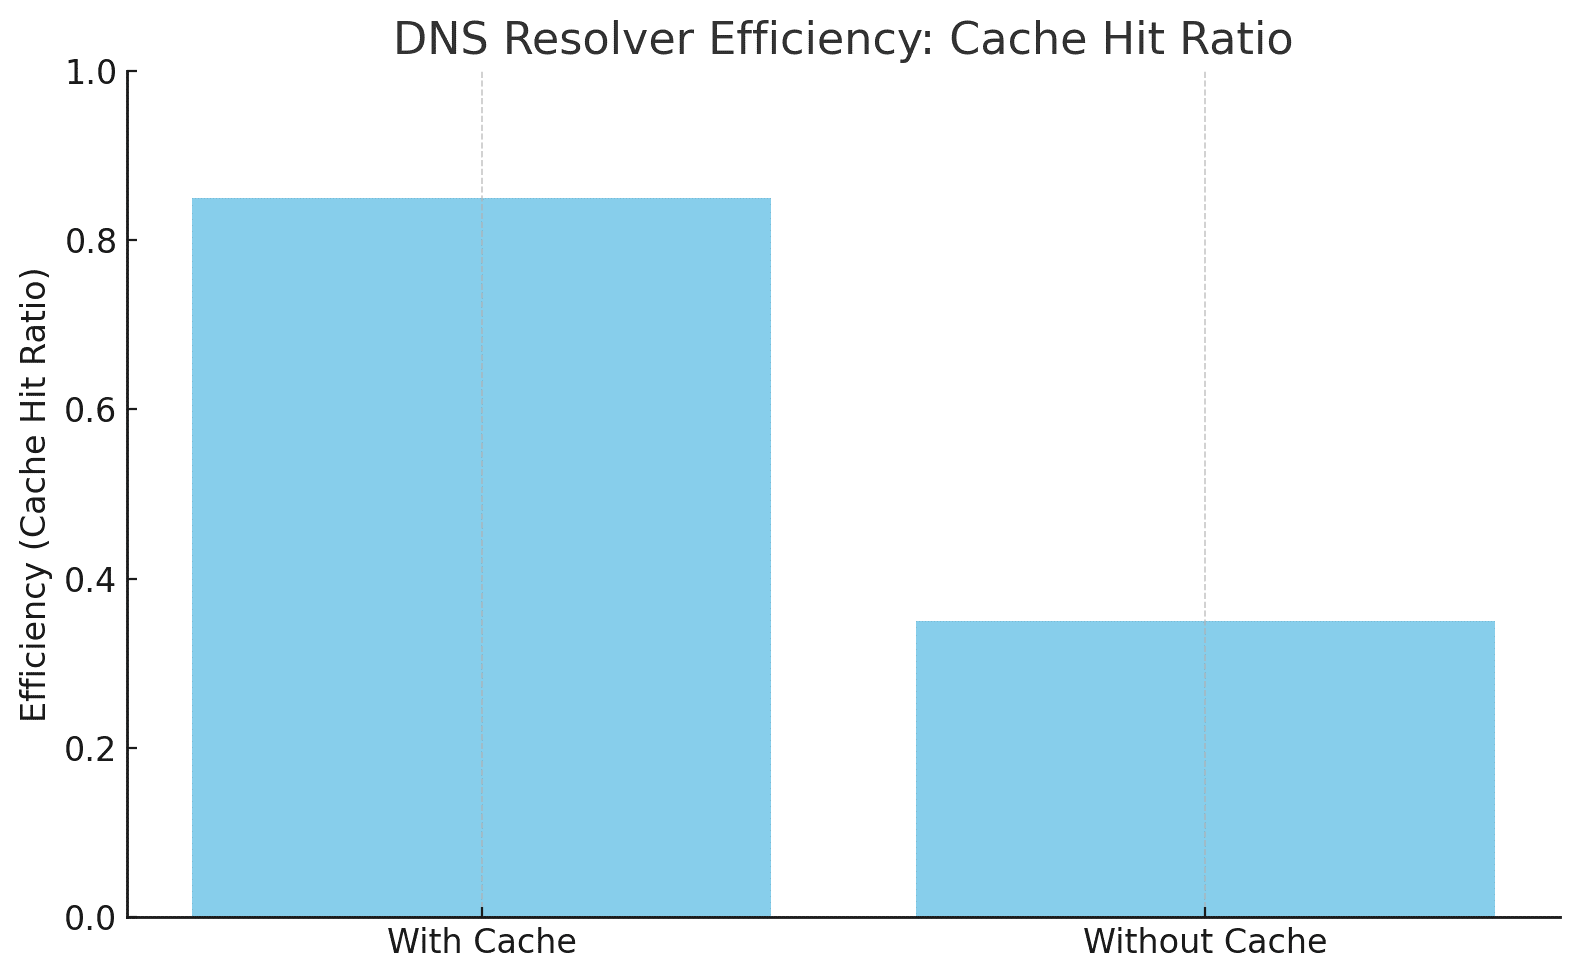 DNS Resolver Efficiency: Cache Hit Ratio
Efficiency (Cache Hit Ratio)
1.0
0.8
0.6
0.4
0.2
0.0
With Cache
Without Cache